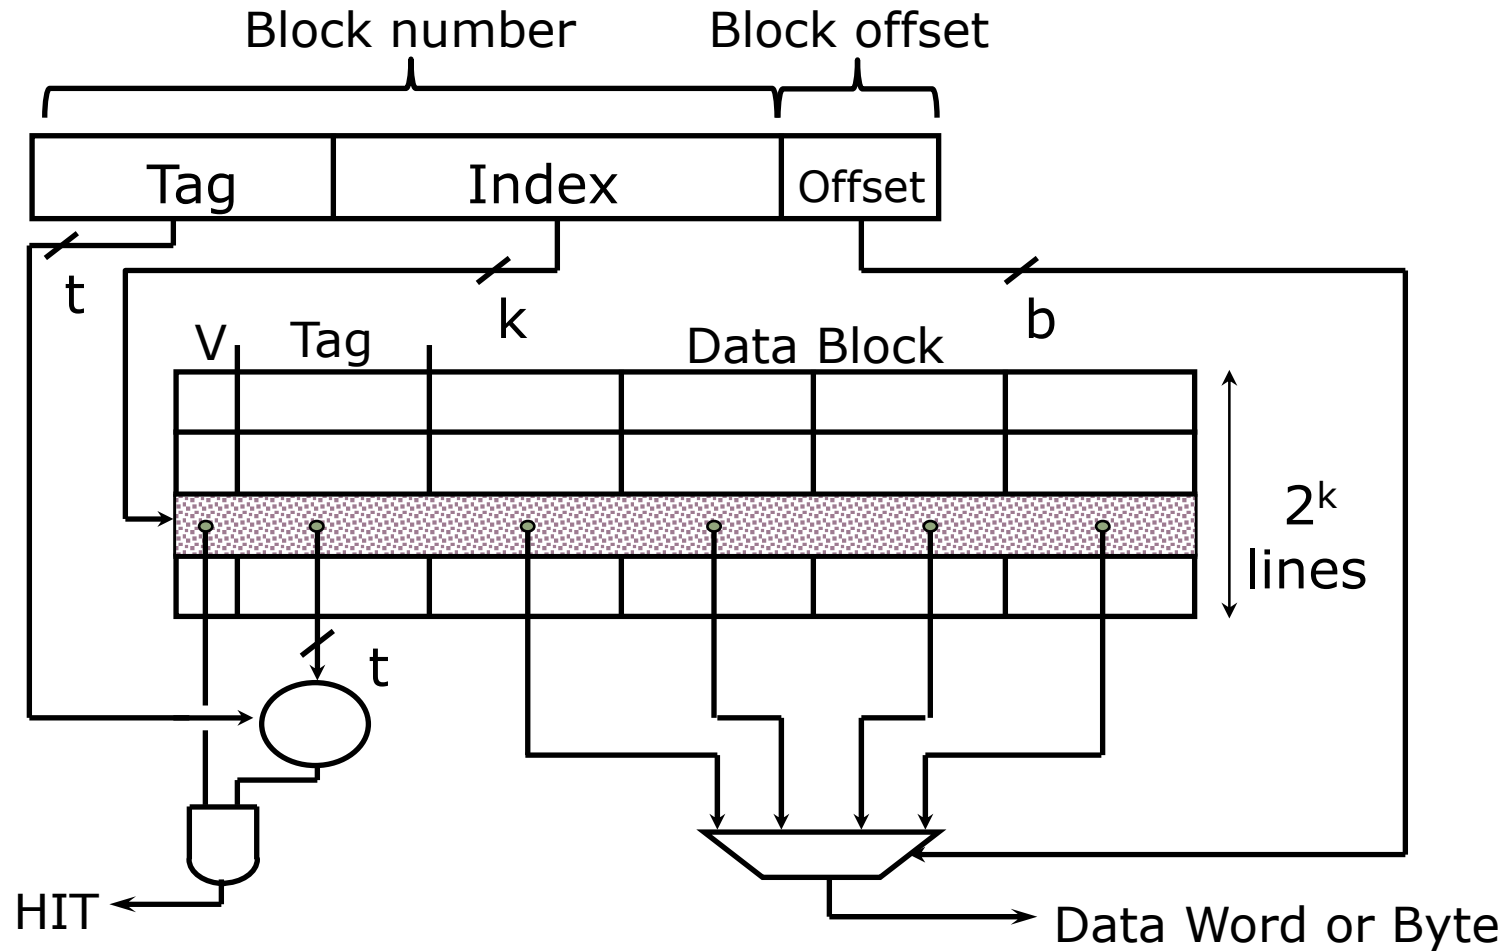 Block number
Block offset
Tag
Index
Offset
t
k
b
V
Tag
Data Block
2k
lines
t
HIT
Data Word or Byte